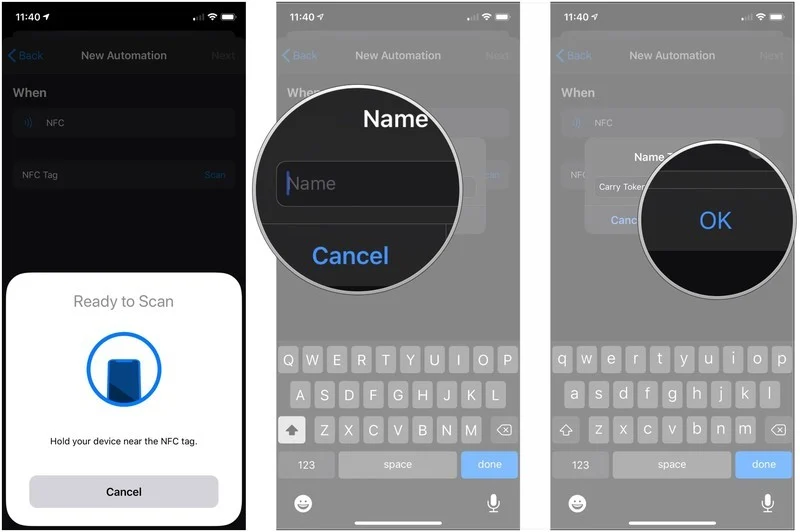 11:40
Back New Automation Next
When
NFC
NFC Tag Scan
Ready to Scan
Hold your device near the NFC tag.
Cancel
11:40
Back New Automation Next
When
Name
Name
Cancel
Q W E R T Y U I O P
A S D F G H J K L
Z X C V B N M
123 space done
11:40
Back New Automation Next
When
NFC
Name
Carry Token
OK
q w e r t y u i o p
a s d f g h j k l
z x c v b n m
123 space done